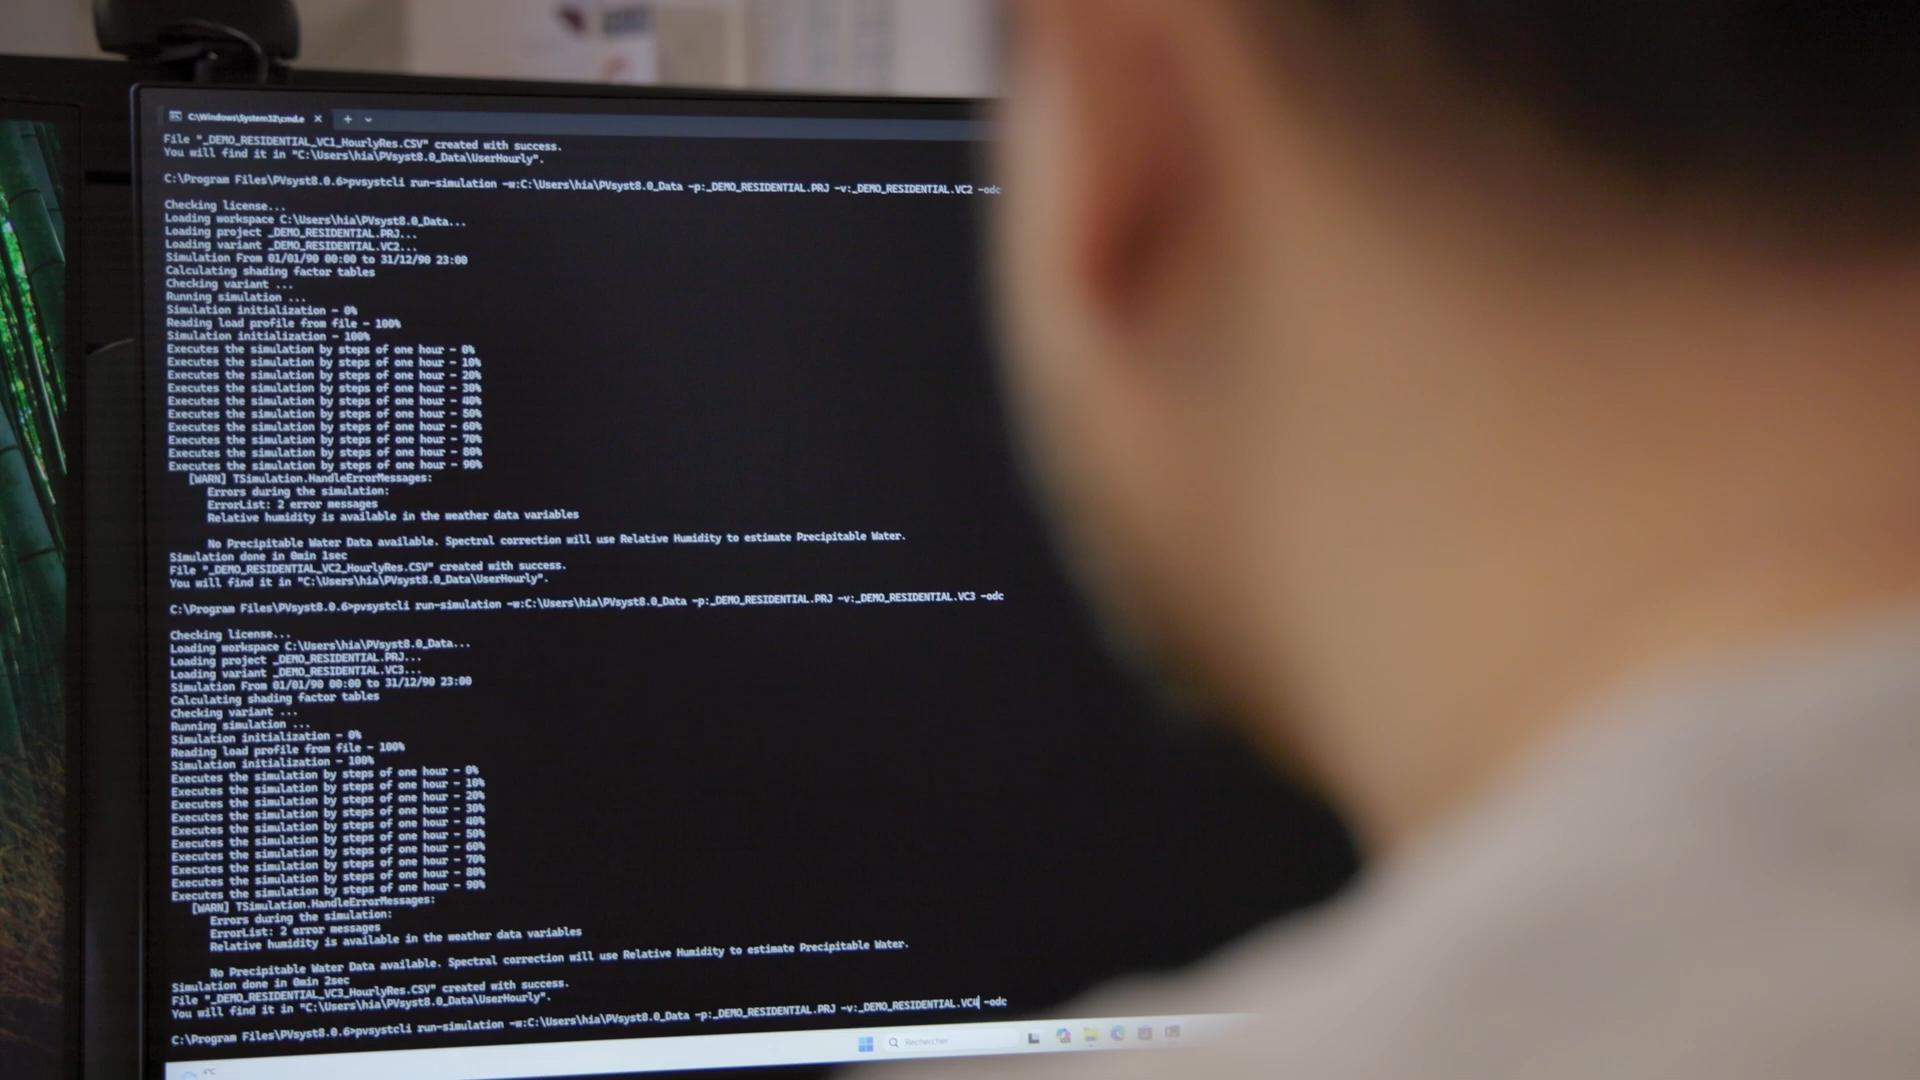 C:\Windows\System32\cmd.e
File "_DEMO_RESIDENTIAL_VC1_HourlyRes.CSV" created with success.
You will find it in "C:\Users\hia\PVsyst8.0_Data\UserHourly".
C:\Program Files\PVsyst8.0.6>pvsystcli run-simulation -w:C:\Users\hia\PVsyst8.0_Data -p:_DEMO_RESIDENTIAL.PRJ -v:_DEMO_RESIDENTIAL.VC2 -odc
Checking license...
Loading workspace C:\Users\hia\PVsyst8.0_Data...
Loading project _DEMO_RESIDENTIAL.PRJ...
Loading variant _DEMO_RESIDENTIAL.VC2...
Simulation From 01/01/90 00:00 to 31/12/90 23:00
Calculating shading factor tables
Checking variant ...
Running simulation ...
Simulation initialization - 0%
Reading load profile from file - 100%
Simulation initialization - 100%
Executes the simulation by steps of one hour - 0%
Executes the simulation by steps of one hour - 10%
Executes the simulation by steps of one hour - 20%
Executes the simulation by steps of one hour - 30%
Executes the simulation by steps of one hour - 40%
Executes the simulation by steps of one hour - 50%
Executes the simulation by steps of one hour - 60%
Executes the simulation by steps of one hour - 70%
Executes the simulation by steps of one hour - 80%
Executes the simulation by steps of one hour - 90%
[WARN] TSimulation.HandleErrorMessages:
Errors during the simulation:
ErrorList: 2 error messages
Relative humidity is available in the weather data variables
No Precipitable Water Data available. Spectral correction will use Relative Humidity to estimate Precipitable Water.
Simulation done in 0min 1sec
File "_DEMO_RESIDENTIAL_VC2_HourlyRes.CSV" created with success.
You will find it in "C:\Users\hia\PVsyst8.0_Data\UserHourly".
C:\Program Files\PVsyst8.0.6>pvsystcli run-simulation -w:C:\Users\hia\PVsyst8.0_Data -p:_DEMO_RESIDENTIAL.PRJ -v:_DEMO_RESIDENTIAL.VC3 -odc
Checking license...
Loading workspace C:\Users\hia\PVsyst8.0_Data...
Loading project _DEMO_RESIDENTIAL.PRJ...
Loading variant _DEMO_RESIDENTIAL.VC3...
Simulation From 01/01/90 00:00 to 31/12/90 23:00
Calculating shading factor tables
Checking variant ...
Running simulation ...
Simulation initialization - 0%
Reading load profile from file - 100%
Simulation initialization - 100%
Executes the simulation by steps of one hour - 0%
Executes the simulation by steps of one hour - 10%
Executes the simulation by steps of one hour - 20%
Executes the simulation by steps of one hour - 30%
Executes the simulation by steps of one hour - 40%
Executes the simulation by steps of one hour - 50%
Executes the simulation by steps of one hour - 60%
Executes the simulation by steps of one hour - 70%
Executes the simulation by steps of one hour - 80%
Executes the simulation by steps of one hour - 90%
[WARN] TSimulation.HandleErrorMessages:
Errors during the simulation:
ErrorList: 2 error messages
Relative humidity is available in the weather data variables
No Precipitable Water Data available. Spectral correction will use Relative Humidity to estimate Precipitable Water.
Simulation done in 0min 2sec
File "_DEMO_RESIDENTIAL_VC3_HourlyRes.CSV" created with success.
You will find it in "C:\Users\hia\PVsyst8.0_Data\UserHourly".
C:\Program Files\PVsyst8.0.6>pvsystcli run-simulation -w:C:\Users\hia\PVsyst8.0_Data -p:_DEMO_RESIDENTIAL.PRJ -v:_DEMO_RESIDENTIAL.VC4 -odc
Rechercher
4°C